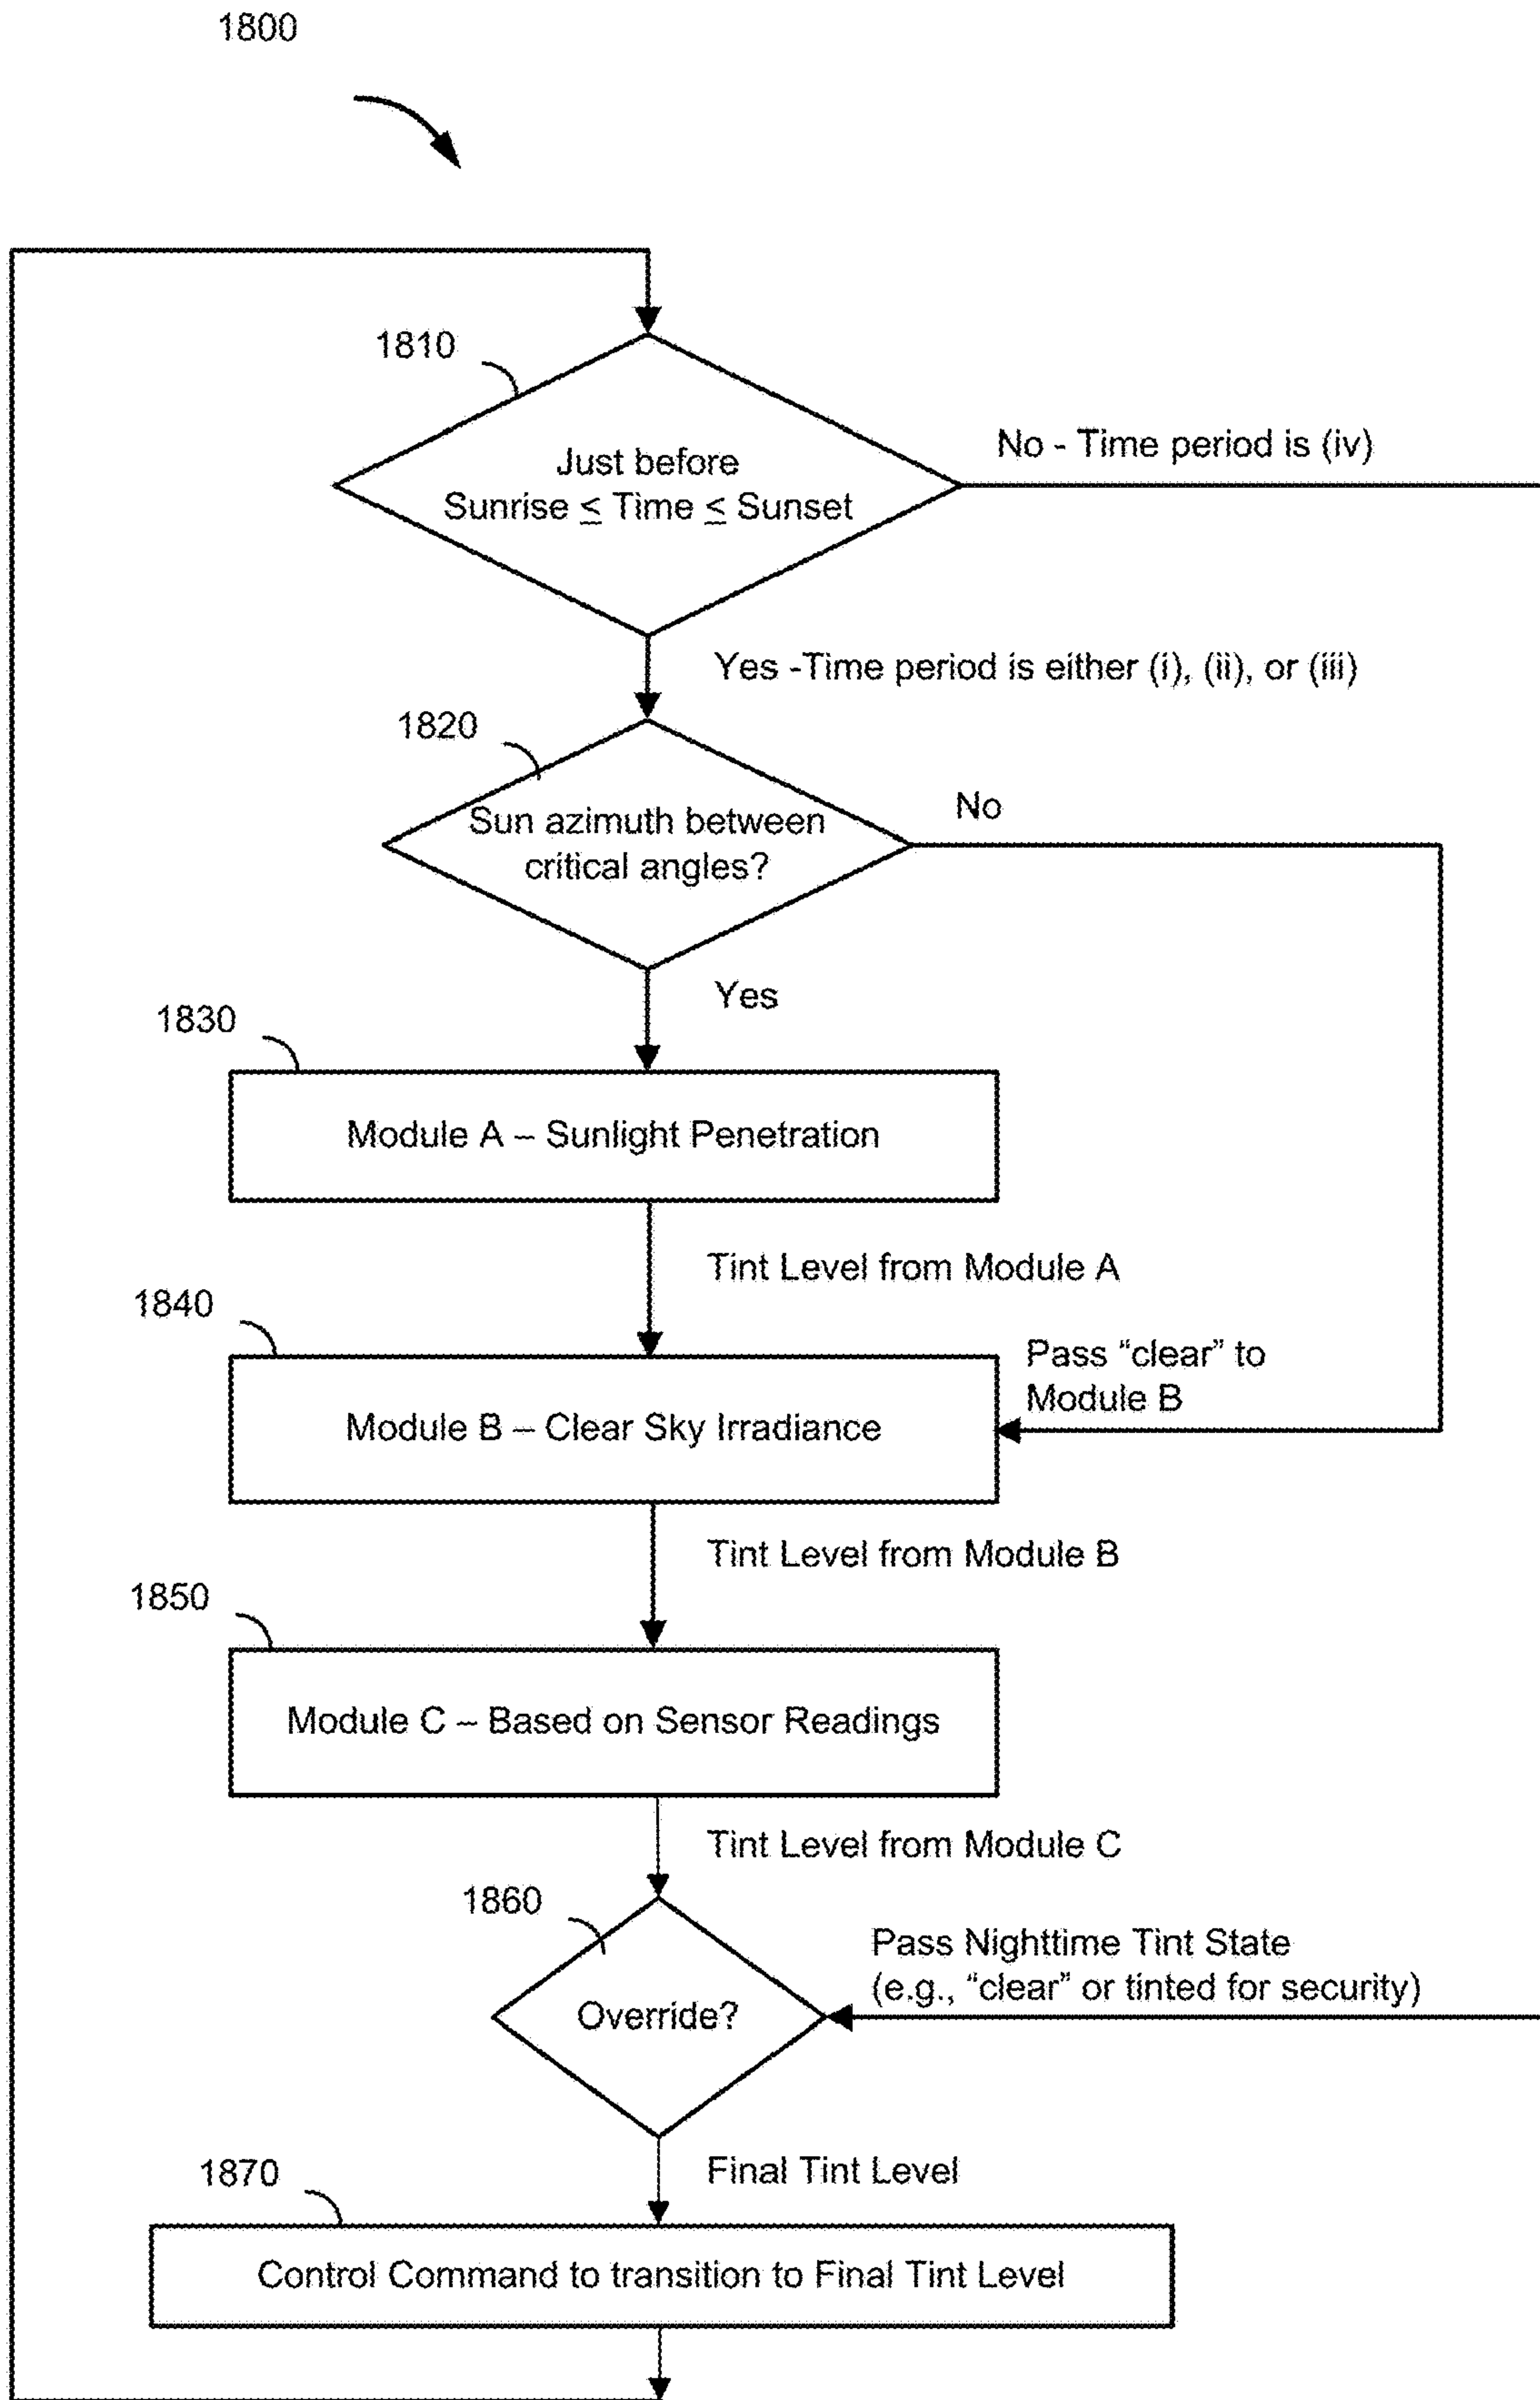 1800
1810
Just before
Sunrise ≤ Time ≤ Sunset
No - Time period is (iv)
Yes -Time period is either (i), (ii), or (iii)
1820
Sun azimuth between
critical angles?
No
Yes
1830
Module A – Sunlight Penetration
Tint Level from Module A
1840
Module B – Clear Sky Irradiance
Pass “clear” to
Module B
Tint Level from Module B
1850
Module C – Based on Sensor Readings
Tint Level from Module C
1860
Override?
Pass Nighttime Tint State
(e.g., “clear” or tinted for security)
Final Tint Level
1870
Control Command to transition to Final Tint Level